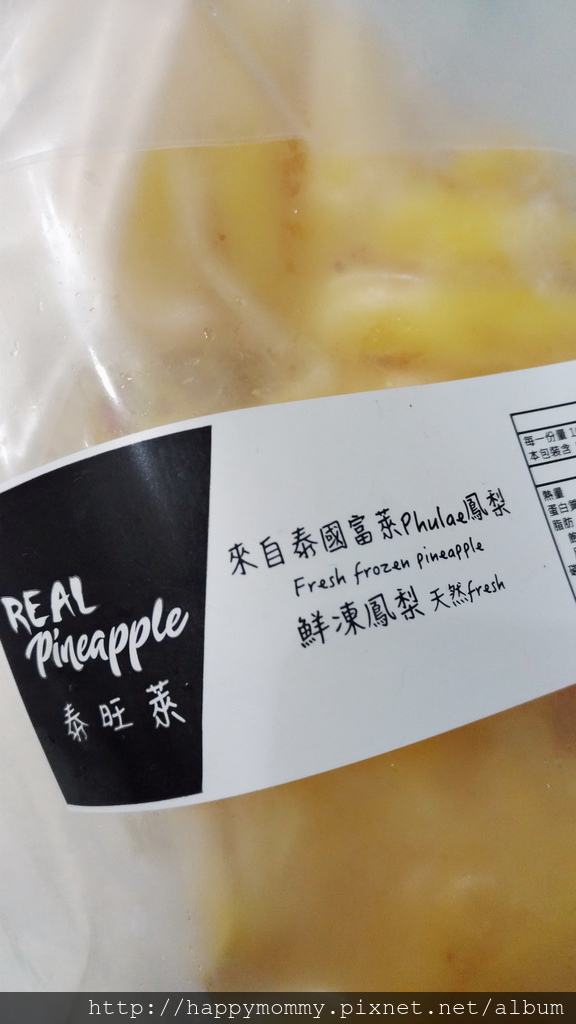 REAL
Pineapple
泰旺萊
來自泰國富萊Phulae鳳梨
Fresh frozen pineapple
鮮凍鳳梨 天然fresh
每一份量
本包裝含
熱量
蛋白
脂肪
http://happymommy.pixnet.net/album